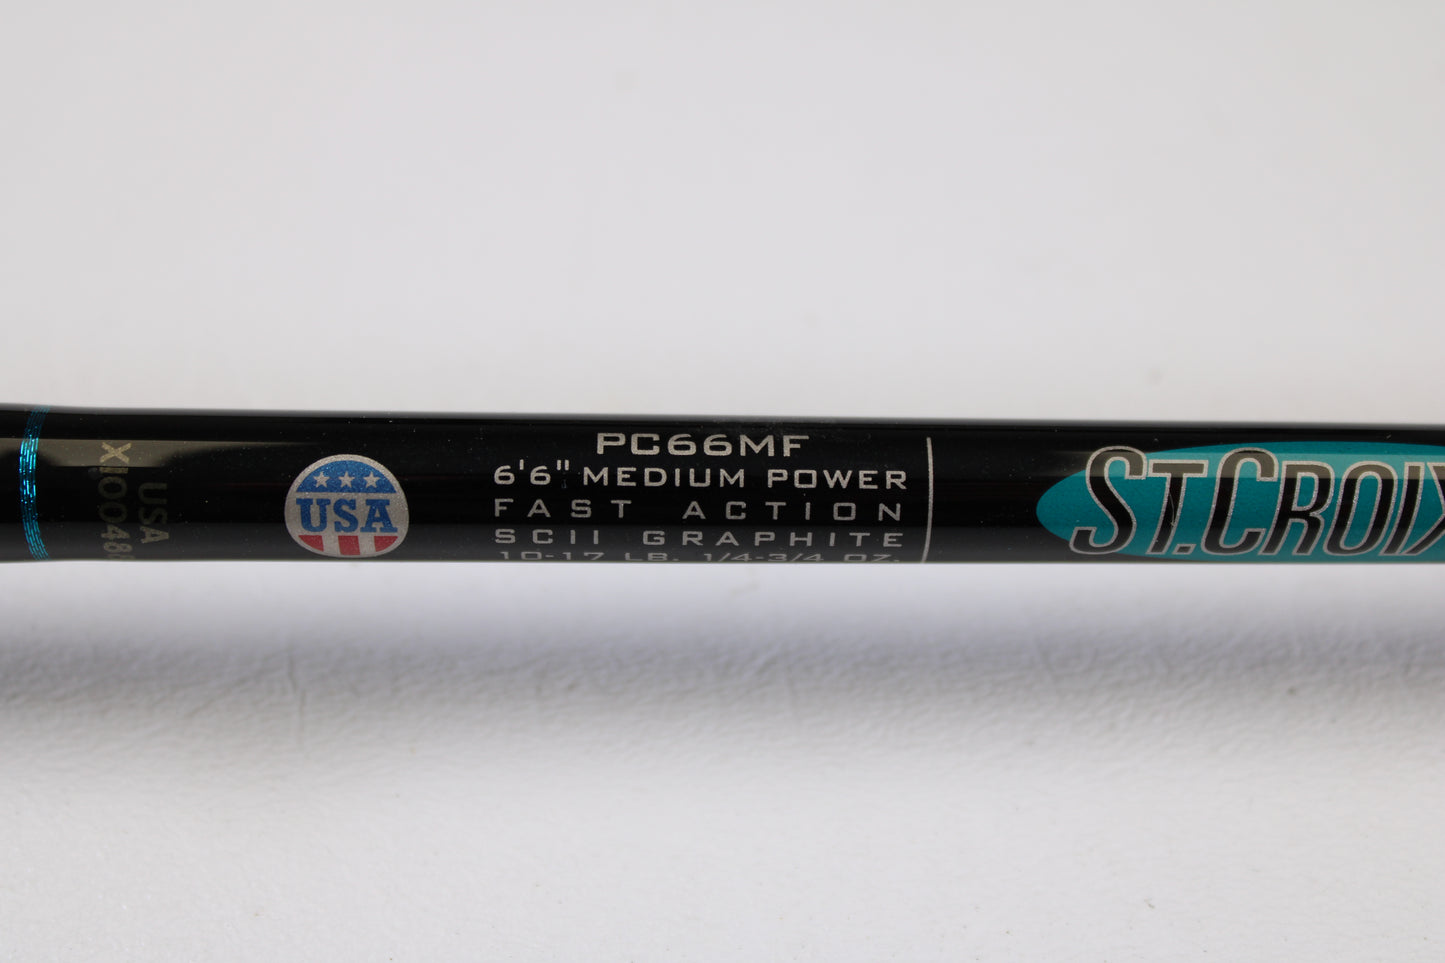 PC66MF
6'6" MEDIUM POWER
FAST ACTION
SCII GRAPHITE
10-17 LB. 1/4-3/4 OZ.
ST.CROIX
USA
USA